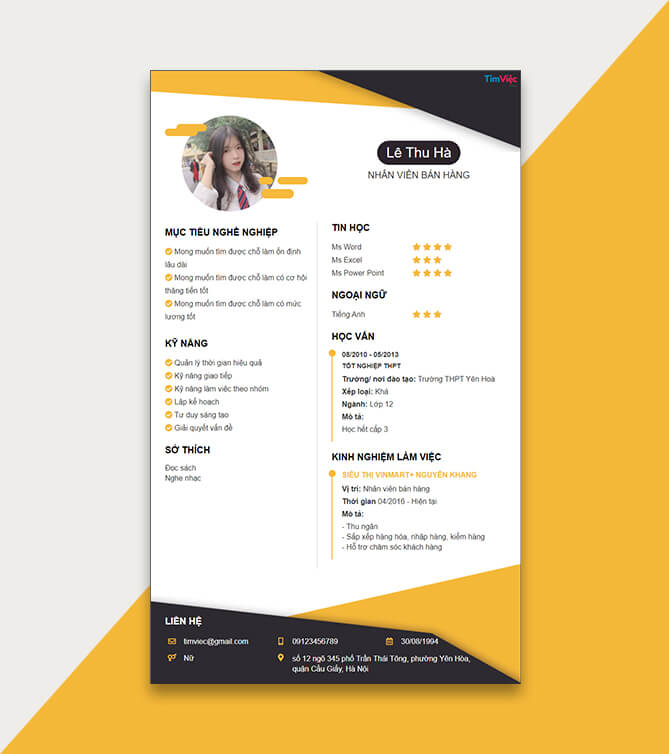 TìmViệc
Lê Thu Hà
NHÂN VIÊN BÁN HÀNG
MỤC TIÊU NGHỀ NGHIỆP
Mong muốn tìm được chỗ làm ổn định
lâu dài
Mong muốn tìm được chỗ làm có cơ hội
thăng tiến tốt
Mong muốn tìm được chỗ làm có mức
lương tốt
KỸ NĂNG
Quản lý thời gian hiệu quả
Kỹ năng giao tiếp
Kỹ năng làm việc theo nhóm
Lập kế hoạch
Tư duy sáng tạo
Giải quyết vấn đề
SỞ THÍCH
Đọc sách
Nghe nhạc
TIN HỌC
Ms Word
Ms Excel
Ms Power Point
NGOẠI NGỮ
Tiếng Anh
HỌC VẤN
08/2010 - 05/2013
TỐT NGHIỆP THPT
Trường/ nơi đào tạo: Trường THPT Yên Hoà
Xếp loại: Khá
Ngành: Lớp 12
Mô tả:
Học hết cấp 3
KINH NGHIỆM LÀM VIỆC
SIÊU THỊ VINMART+ NGUYÊN KHANG
Vị trí: Nhân viên bán hàng
Thời gian 04/2016 - Hiện tại
Mô tả:
- Thu ngân
- Sắp xếp hàng hóa, nhập hàng, kiểm hàng
- Hỗ trợ chăm sóc khách hàng
LIÊN HỆ
timviec@gmail.com
09123456789
30/08/1994
Nữ
số 12 ngõ 345 phố Trần Thái Tông, phường Yên Hòa,
quận Cầu Giấy, Hà Nội